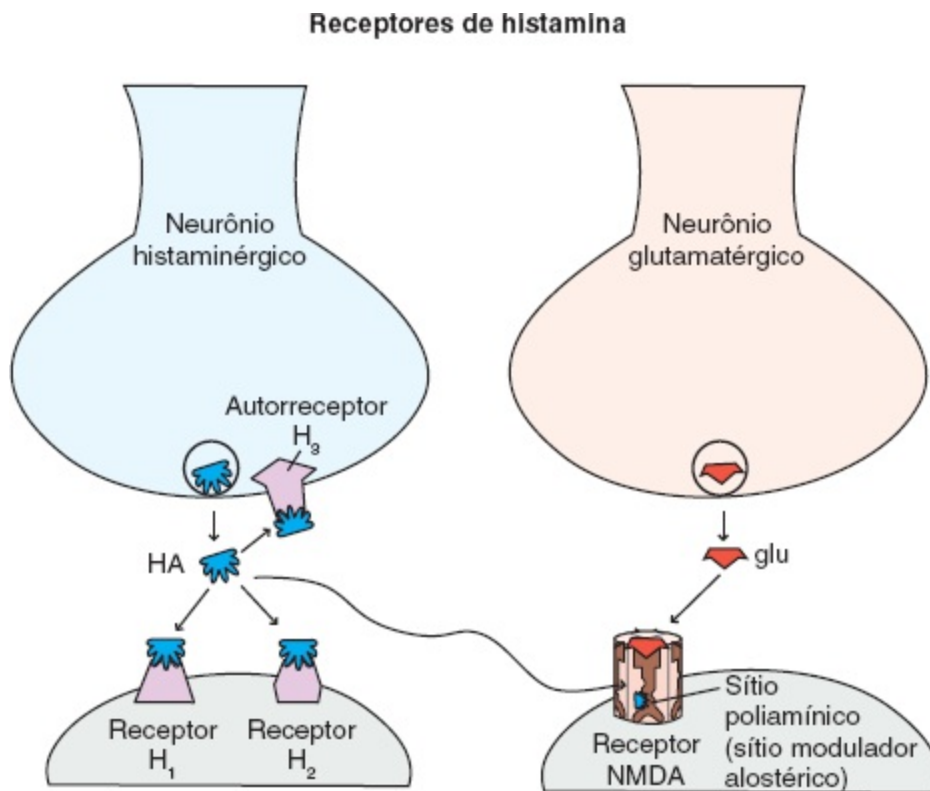 Receptores de histamina
Neurônio
histaminérgico
Neurônio
glutamatérgico
Autorreceptor
H₃
HA
glu
Receptor
H₁
Receptor
H₂
Receptor
NMDA
Sítio
poliamínico
(sítio modulador
alostérico)